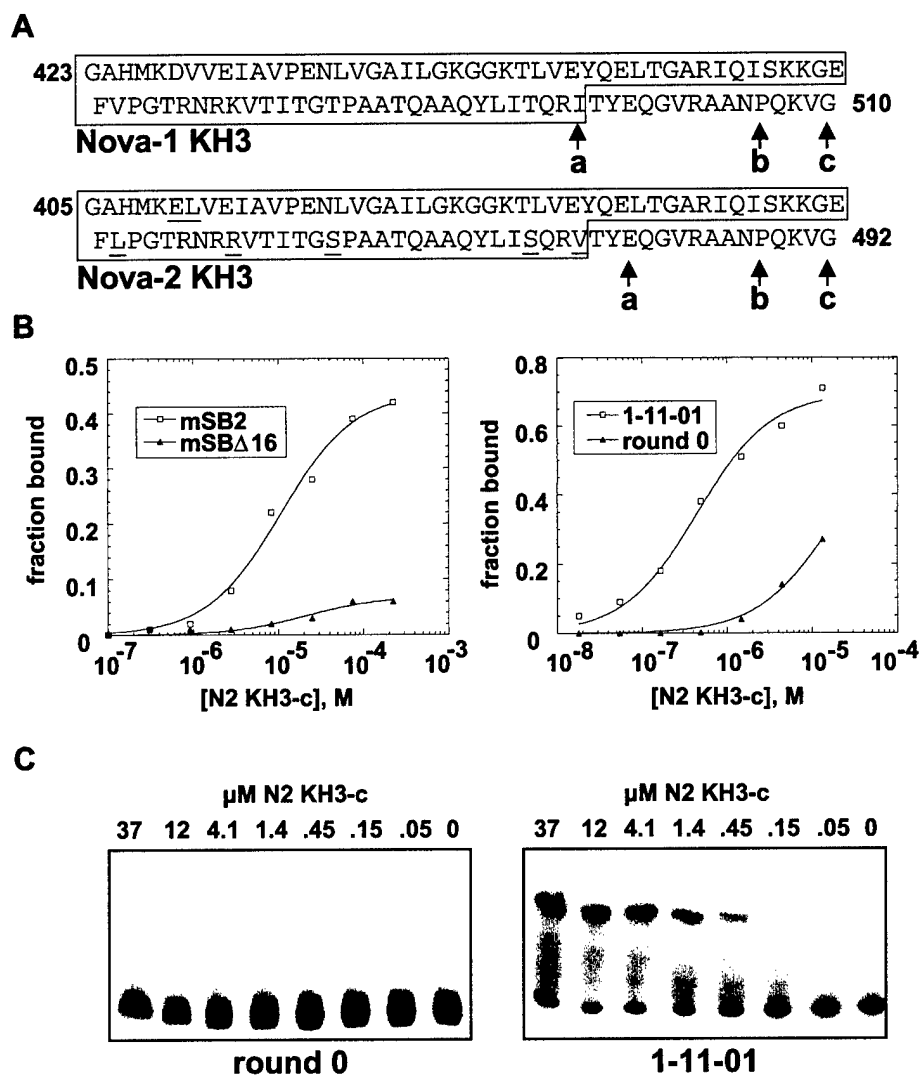 A
423 GAHMKDVVEIAVPENLVGAILGKGGKTLVEYQELTGARIQISKKGE
FVPGTRNRKVTITGTPAATQAAQYLITQRITYEQGVRAANPQKVG 510
Nova-1 KH3
a b c
405 GAHMKELVEIAVPENLVGAILGKGGKTLVEYQELTGARIQISKKGE
FLPGTRNRRVTITGSPAATQAAQYLISQRVTYEQGVRAANPQKVG 492
Nova-2 KH3
a b c
B
0.5
0.4
0.2
0.1
0
fraction bound
mSB2
mSBΔ16
10-7 10-6 10-5 10-4 10-3
[N2 KH3-c], M
0.8
0.6
0.4
0.2
0
fraction bound
1-11-01
round 0
10-8 10-7 10-6 10-5 10-4
[N2 KH3-c], M
C
µM N2 KH3-c
37 12 4.1 1.4 .45 .15 .05 0
round 0
µM N2 KH3-c
37 12 4.1 1.4 .45 .15 .05 0
1-11-01